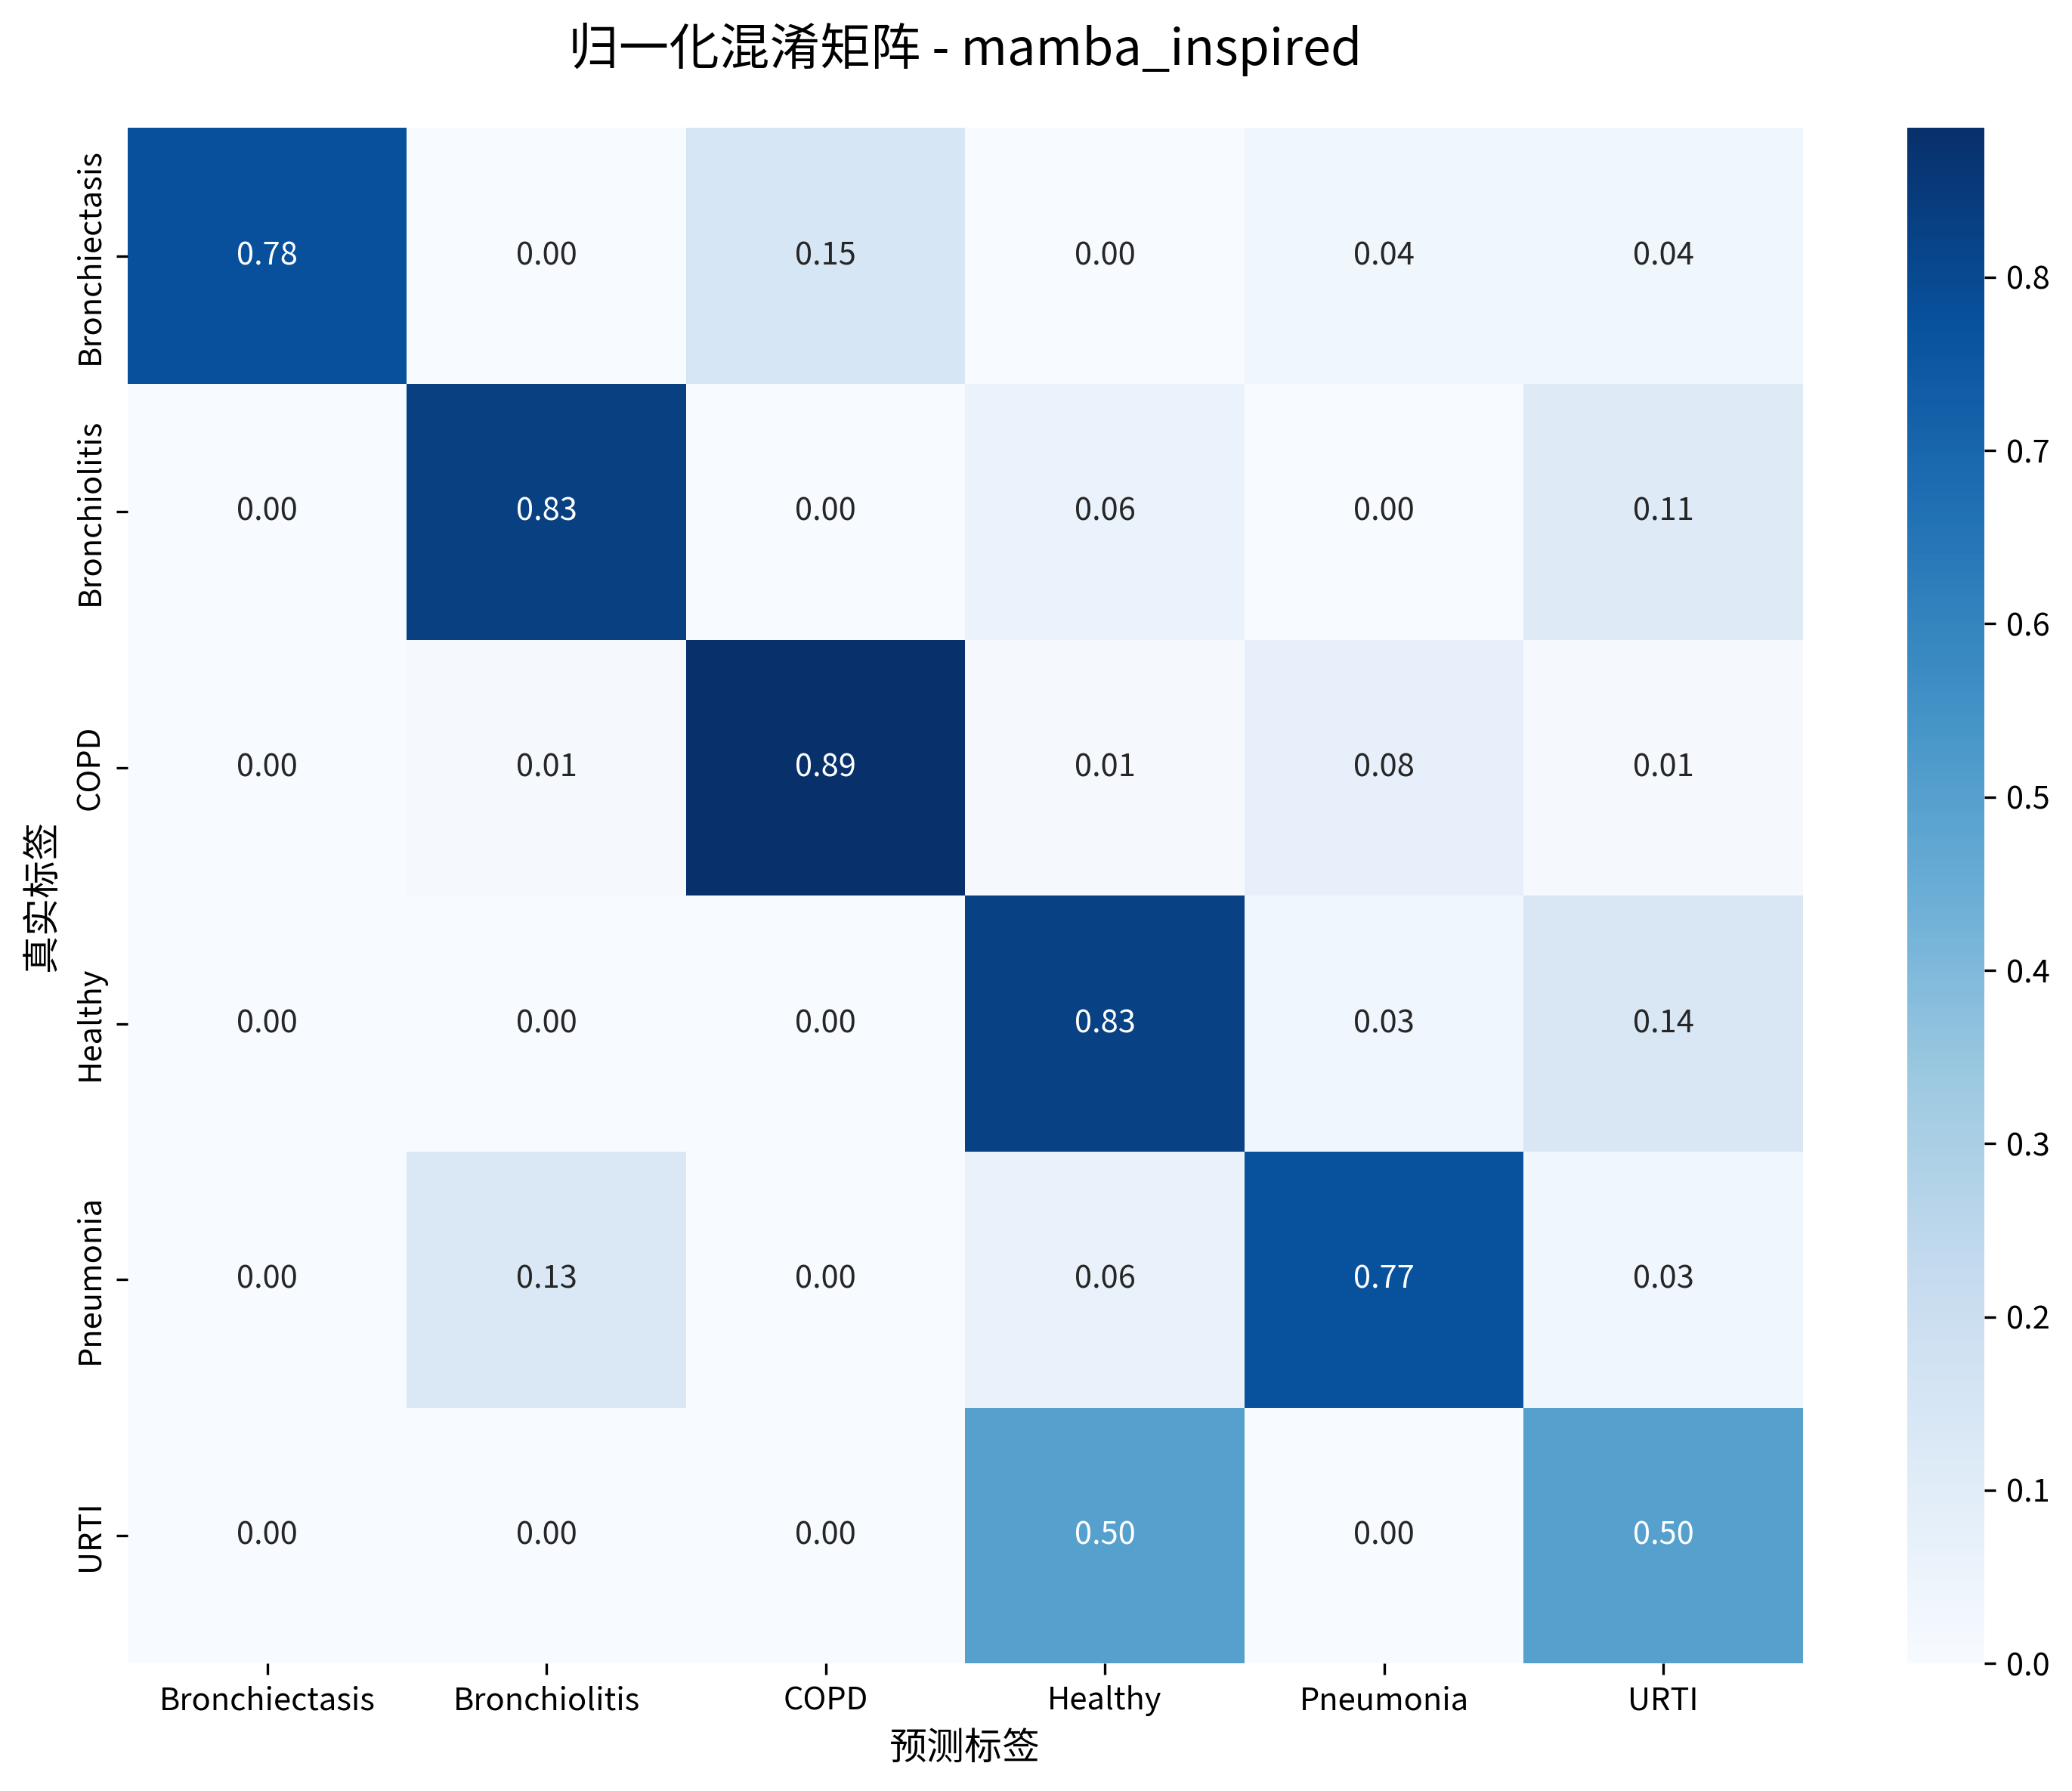 归一化混淆矩阵 - mamba_inspired
真实标签
Bronchiectasis 0.78 0.00 0.15 0.00 0.04 0.04
Bronchiolitis 0.00 0.83 0.00 0.06 0.00 0.11
COPD 0.00 0.01 0.89 0.01 0.08 0.01
Healthy 0.00 0.00 0.00 0.83 0.03 0.14
Pneumonia 0.00 0.13 0.00 0.06 0.77 0.03
URTI 0.00 0.00 0.00 0.50 0.00 0.50
Bronchiectasis Bronchiolitis COPD Healthy Pneumonia URTI
预测标签
0.8
0.7
0.6
0.5
0.4
0.3
0.2
0.1
0.0